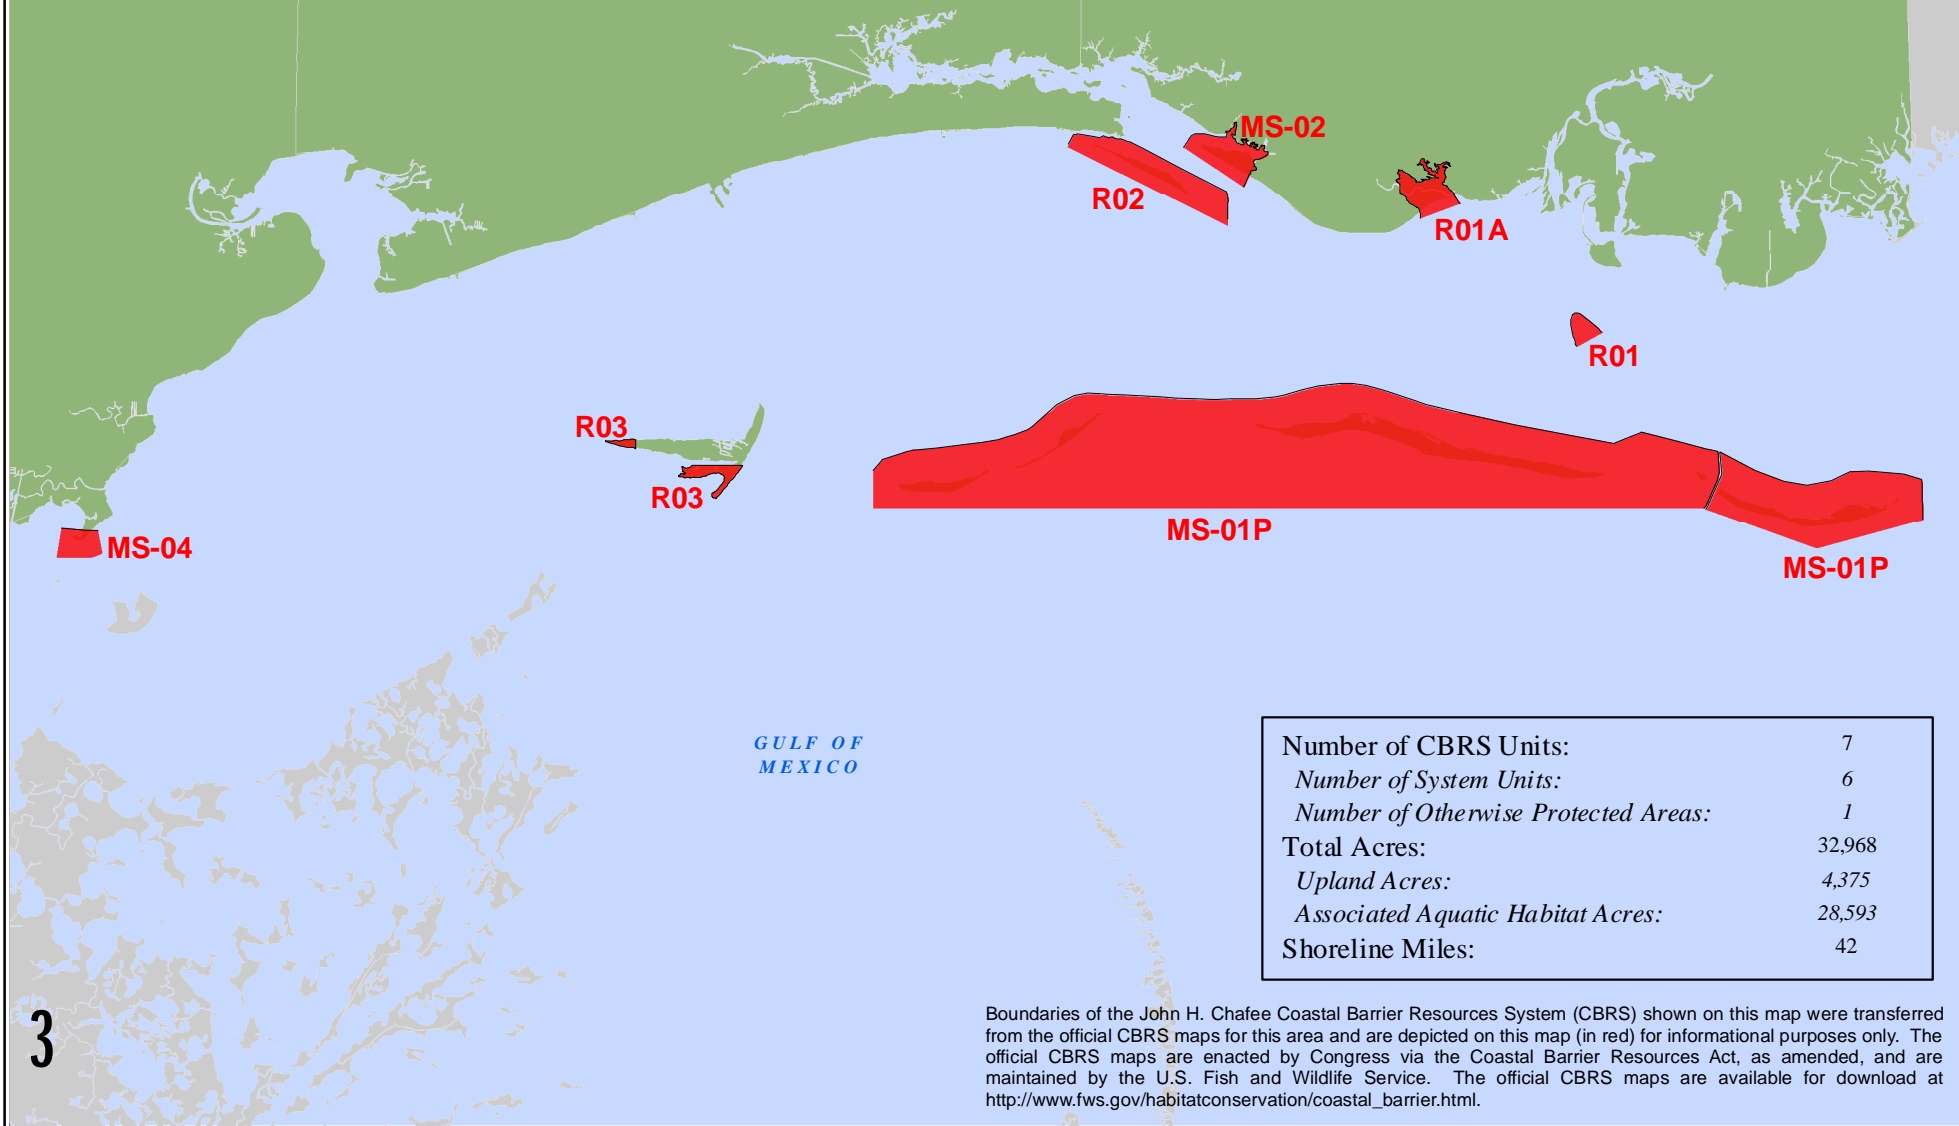 MS-02
R02
R01A
R01
R03
R03
MS-01P
MS-04
MS-01P
GULF OF
MEXICO
Number of CBRS Units: 7
Number of System Units: 6
Number of Otherwise Protected Areas: 1
Total Acres: 32,968
Upland Acres: 4,375
Associated Aquatic Habitat Acres: 28,593
Shoreline Miles: 42
3
Boundaries of the John H. Chafee Coastal Barrier Resources System (CBRS) shown on this map were transferred
from the official CBRS maps for this area and are depicted on this map (in red) for informational purposes only. The
official CBRS maps are enacted by Congress via the Coastal Barrier Resources Act, as amended, and are
maintained by the U.S. Fish and Wildlife Service. The official CBRS maps are available for download at
http://www.fws.gov/habitatconservation/coastal_barrier.html.